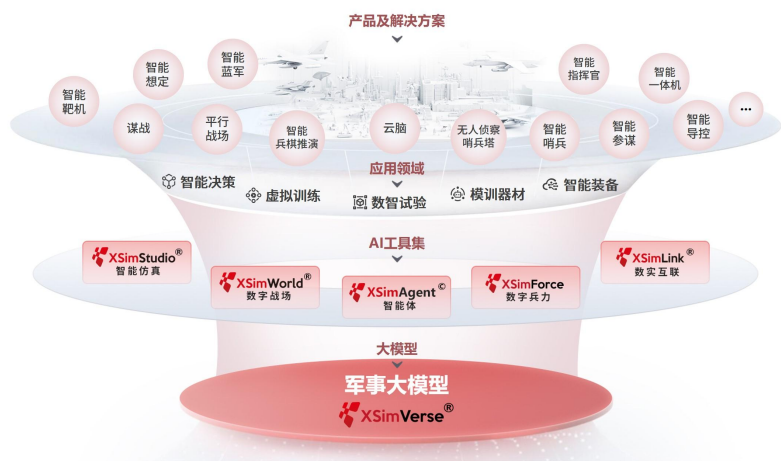 产品及解决方案
智能
靶机
智能
想定
智能
蓝军
智能
指挥官
智能
一体机
谋战
平行
战场
智能
兵棋推演
云脑
无人侦察
哨兵塔
智能
哨兵
智能
参谋
智能
导控
...
应用领域
智能决策
虚拟训练
数智试验
模训器材
智能装备
AI工具集
XSimStudio®
智能仿真
XSimWorld®
数字战场
XSimAgent©
智能体
XSimForce
数字兵力
XSimLink®
数实互联
大模型
军事大模型
XSimVerse®